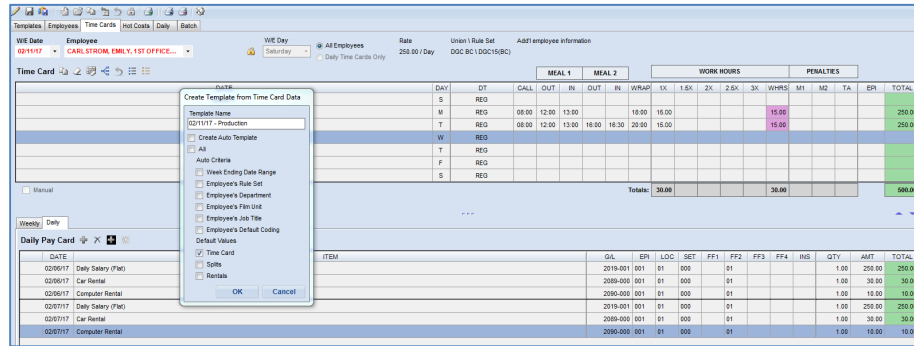 Templates Employees Time Cards Hot Costs Daily Batch
W/E Date Employee W/E Day All Employees Rate Union \ Rule Set Add'l employee information
02/11/17 CARLSTROM, EMILY, 1ST OFFICE... Saturday Daily Time Cards Only 250.00 / Day DGC BC \ DGC15(BC)
Time Card MEAL 1 MEAL 2 WORK HOURS PENALTIES
DATE DAY DT CALL OUT IN OUT IN WRAP 1X 1.5X 2X 2.5X 3X WHRS M1 M2 TA EPI TOTAL
S REG
M REG 08:00 12:00 13:00 18:00 15.00 15.00 250.0
T REG 08:00 12:00 13:00 16:00 16:30 20:00 15.00 15.00 250.0
W REG
T REG
F REG
S REG
Manual Totals: 30.00 30.00 500.0
Create Template from Time Card Data
Template Name
02/11/17 - Production
Create Auto Template
All
Auto Criteria
Week Ending Date Range
Employee's Rule Set
Employee's Department
Employee's Film Unit
Employee's Job Title
Employee's Default Coding
Default Values
Time Card
Splits
Rentals
OK Cancel
Weekly Daily
Daily Pay Card
DATE ITEM G/L EPI LOC SET FF1 FF2 FF3 FF4 INS QTY AMT TOTAL
02/06/17 Daily Salary (Flat) 2019-001 001 01 000 01 1.00 250.00 250.0
02/06/17 Car Rental 2089-000 001 01 000 01 1.00 30.00 30.0
02/06/17 Computer Rental 2090-000 001 01 000 01 1.00 10.00 10.0
02/07/17 Daily Salary (Flat) 2019-001 001 01 000 01 1.00 250.00 250.0
02/07/17 Car Rental 2089-000 001 01 000 01 1.00 30.00 30.0
02/07/17 Computer Rental 2090-000 001 01 000 01 1.00 10.00 10.0